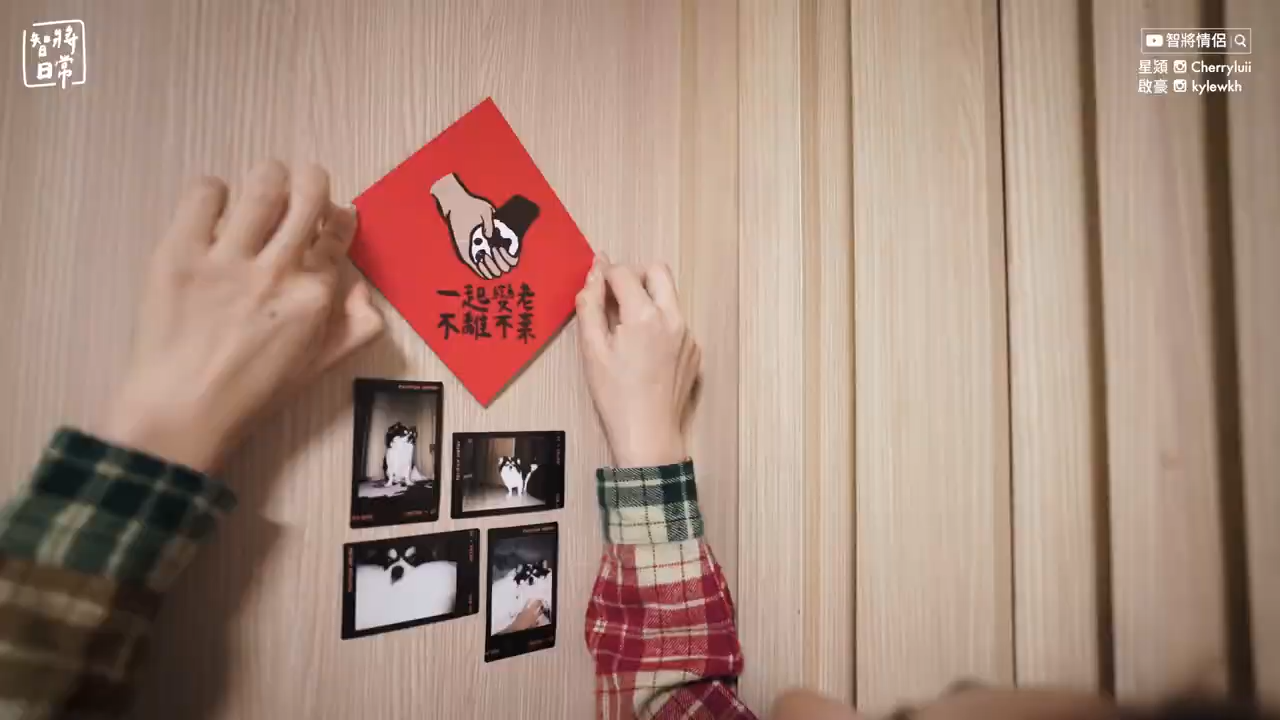 智將
日常
智將情侶
星潁 Cherryluii
啟豪 kylewkh
一起變老
不離不棄